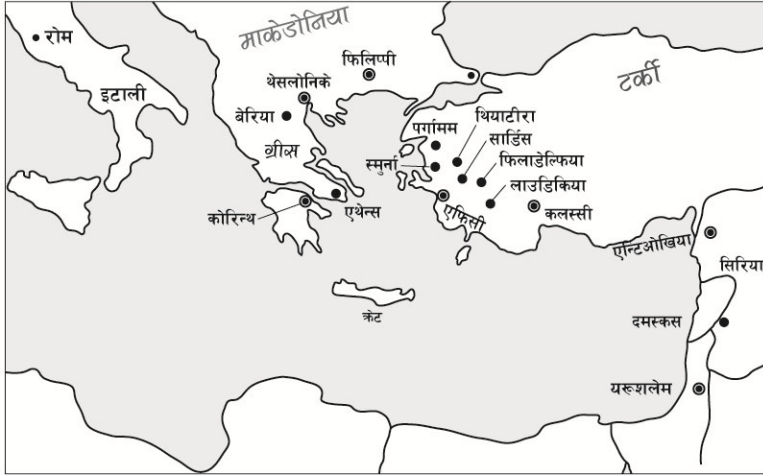 माकेडोनिया
रोम
फिलिप्पी
टर्की
थेसलोनिके
इटाली
बेरिया
पर्गामम
थियाटीरा
सार्डिस
ग्रीस
स्मुर्ना
फिलाडेल्फिया
लाउडिकिया
कोरिन्थ
एथेन्स
एफिसी
कलस्सी
एन्टिओखिया
सिरिया
क्रेट
दमस्कस
यरूशलेम